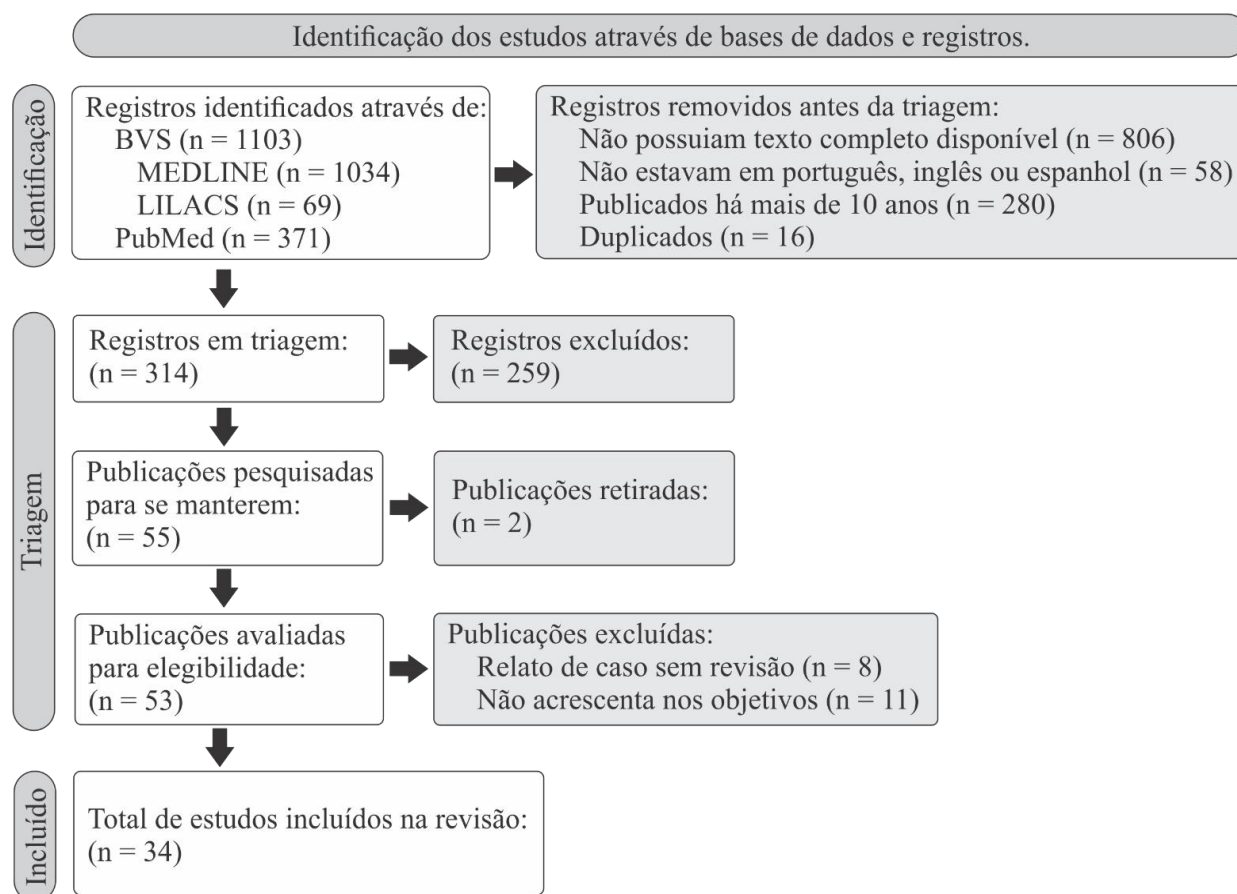 Identificação dos estudos através de bases de dados e registros.
Identificação
Registros identificados através de:
BVS (n = 1103)
MEDLINE (n = 1034)
LILACS (n = 69)
PubMed (n = 371)
Registros removidos antes da triagem:
Não possuiam texto completo disponível (n = 806)
Não estavam em português, inglês ou espanhol (n = 58)
Publicados há mais de 10 anos (n = 280)
Duplicados (n = 16)
Triagem
Registros em triagem:
(n = 314)
Registros excluídos:
(n = 259)
Publicações pesquisadas
para se manterem:
(n = 55)
Publicações retiradas:
(n = 2)
Publicações avaliadas
para elegibilidade:
(n = 53)
Publicações excluídas:
Relato de caso sem revisão (n = 8)
Não acrescenta nos objetivos (n = 11)
Incluído
Total de estudos incluídos na revisão:
(n = 34)